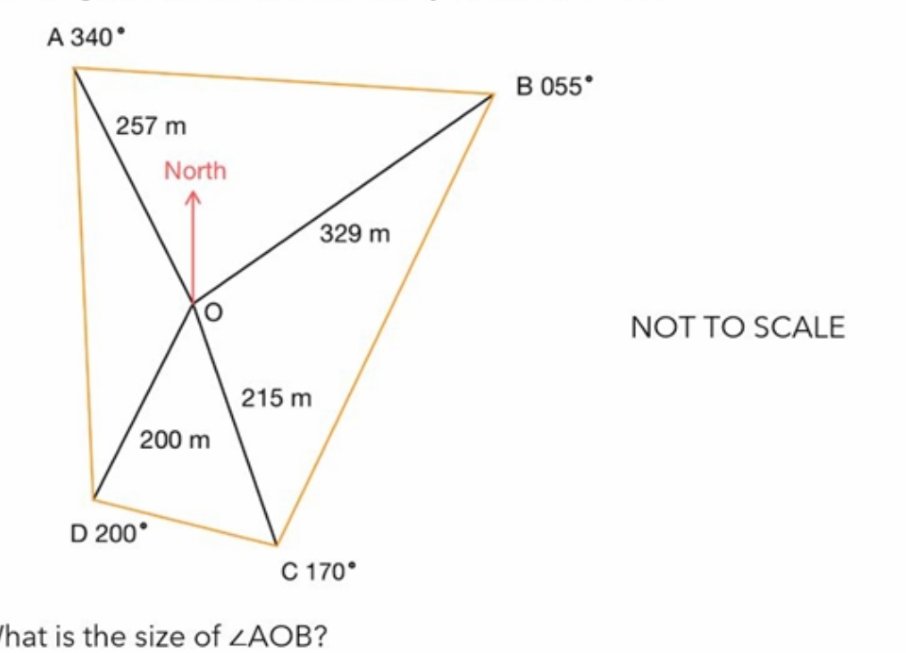 A 340°
B 055°
257 m
North
329 m
O
NOT TO SCALE
215 m
200 m
D 200°
C 170°
hat is the size of ∠AOB?